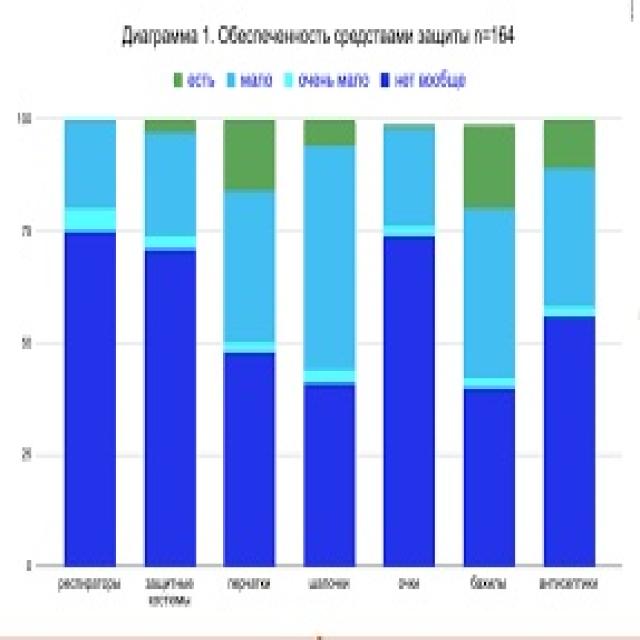 Диаграмма 1. Обеспеченность средствами защиты n=164
есть мало очень мало нет вообще
100
75
50
25
0
респираторы защитные костюмы перчатки шапочки очки бахилы антисептики